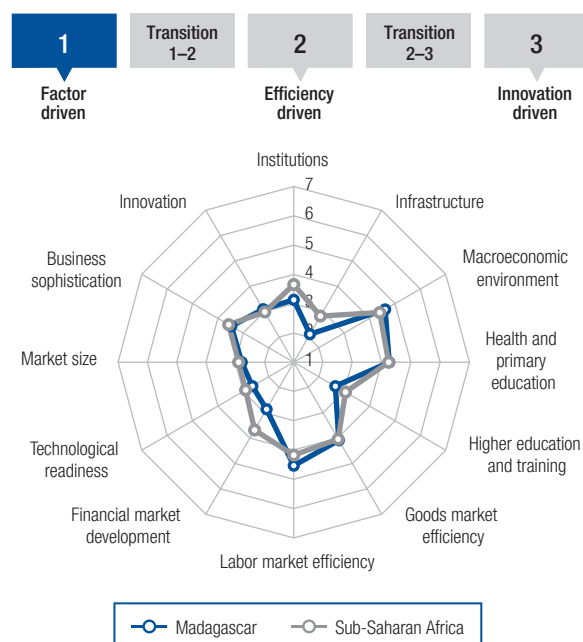 1
Transition
1–2
2
Transition
2–3
3
Factor
driven
Efficiency
driven
Innovation
driven
Institutions
Innovation
Infrastructure
Business
sophistication
Macroeconomic
environment
Market size
Health and
primary
education
Technological
readiness
Higher education
and training
Financial market
development
Goods market
efficiency
Labor market efficiency
7
6
5
4
3
2
1
Madagascar
Sub-Saharan Africa